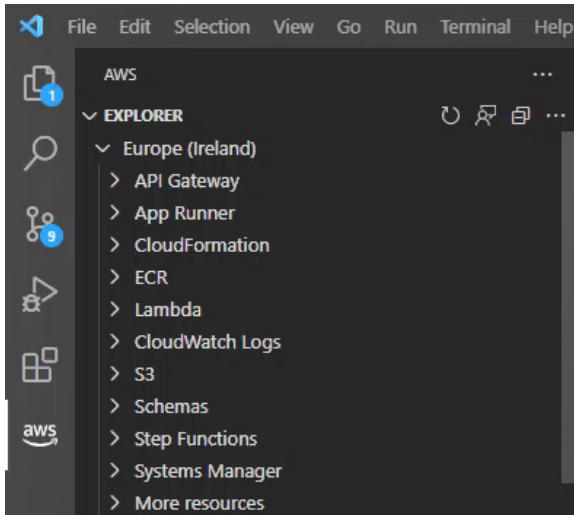 File Edit Selection View Go Run Terminal Help
AWS
EXPLORER
1
Europe (Ireland)
API Gateway
App Runner
9
CloudFormation
ECR
Lambda
CloudWatch Logs
S3
Schemas
aws
Step Functions
Systems Manager
More resources